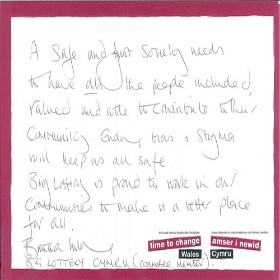 A Safe and just Society needs
to have all the people included,
valued and able to contribute to their
Community. Ending bias & Stigma
will keep us all safe
Big Lottery is proud to work in our
Communities to make it a better place
for all.
BIG LOTTERY CYMRU (Committee Member).
time to change
Wales
amser i newid
Cymru